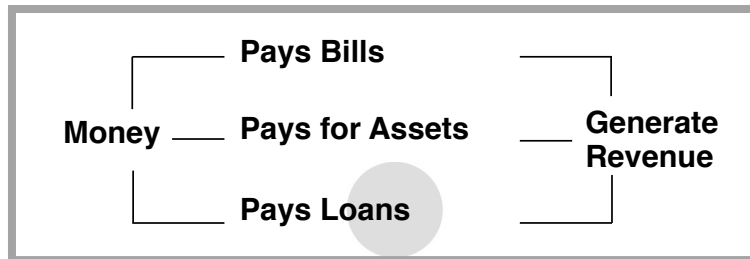 Pays Bills
Money
Pays for Assets
Generate
Revenue
Pays Loans